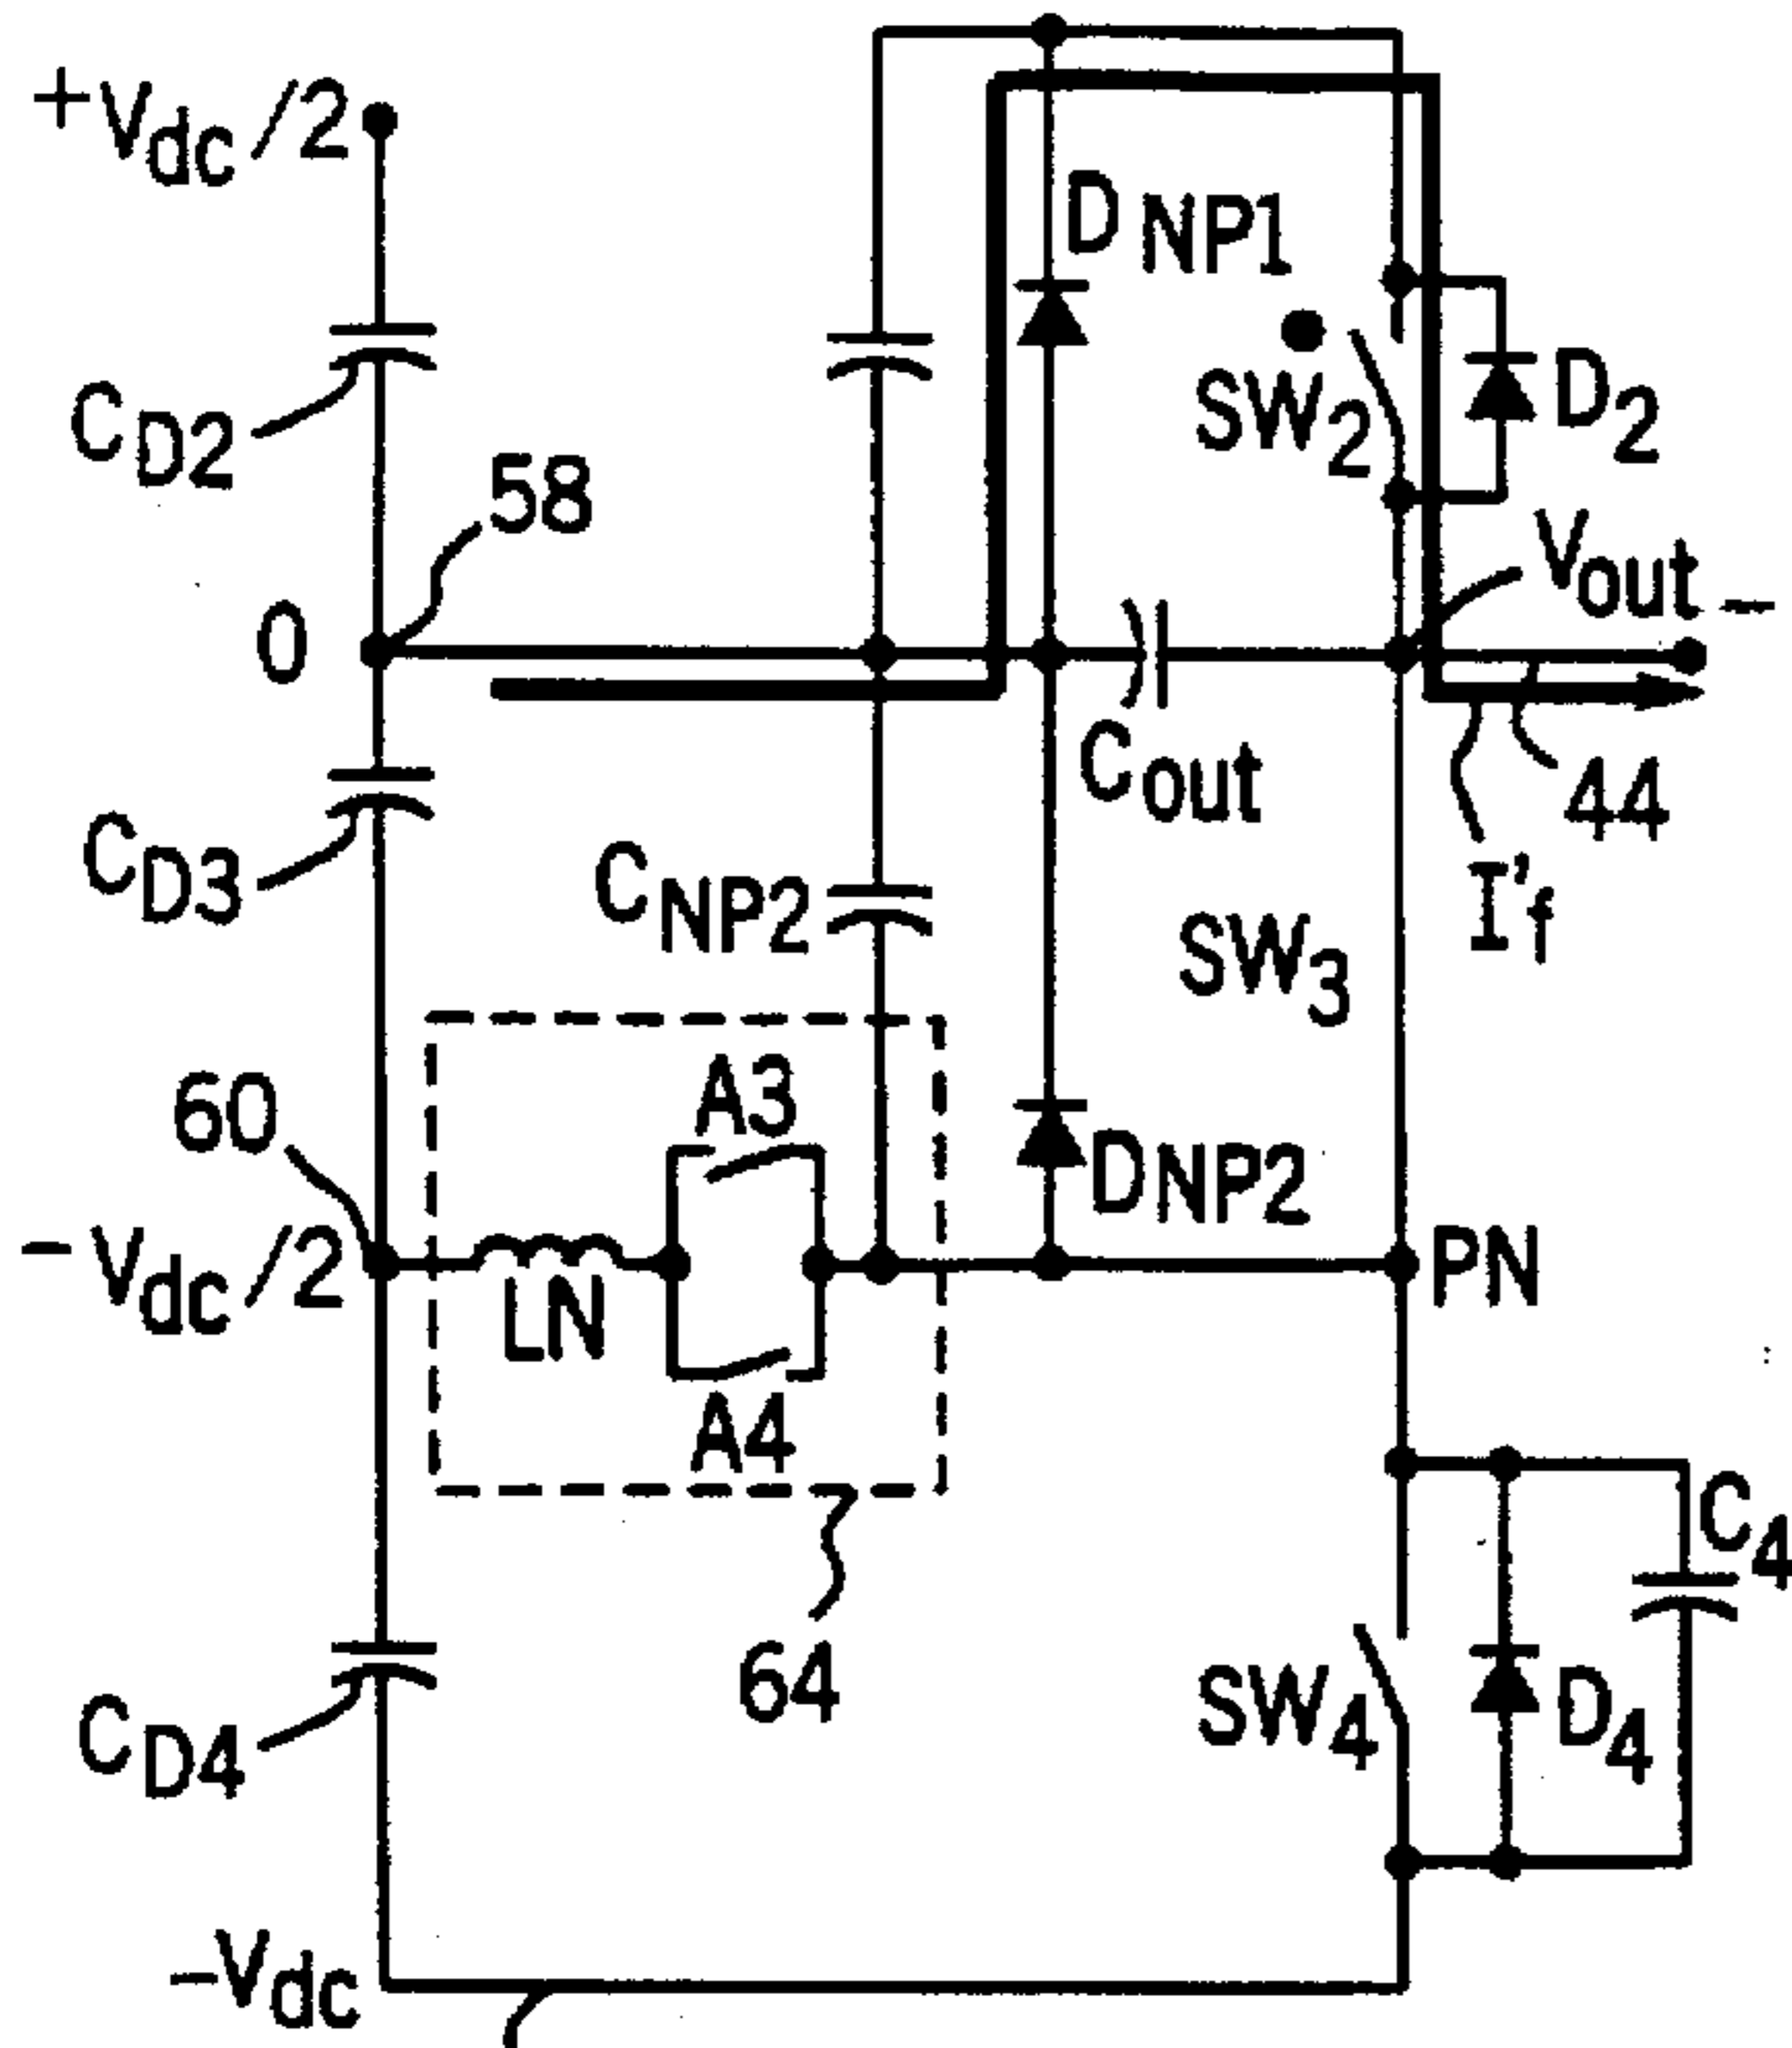 +Vdc/2
DNP1
SW2
D2
CD2
58
Vout
0
Cout
44
CD3
CNP2
I'f
SW3
A3
60
DNP2
-Vdc/2
LN
PN
A4
C4
64
SW4
D4
CD4
-Vdc